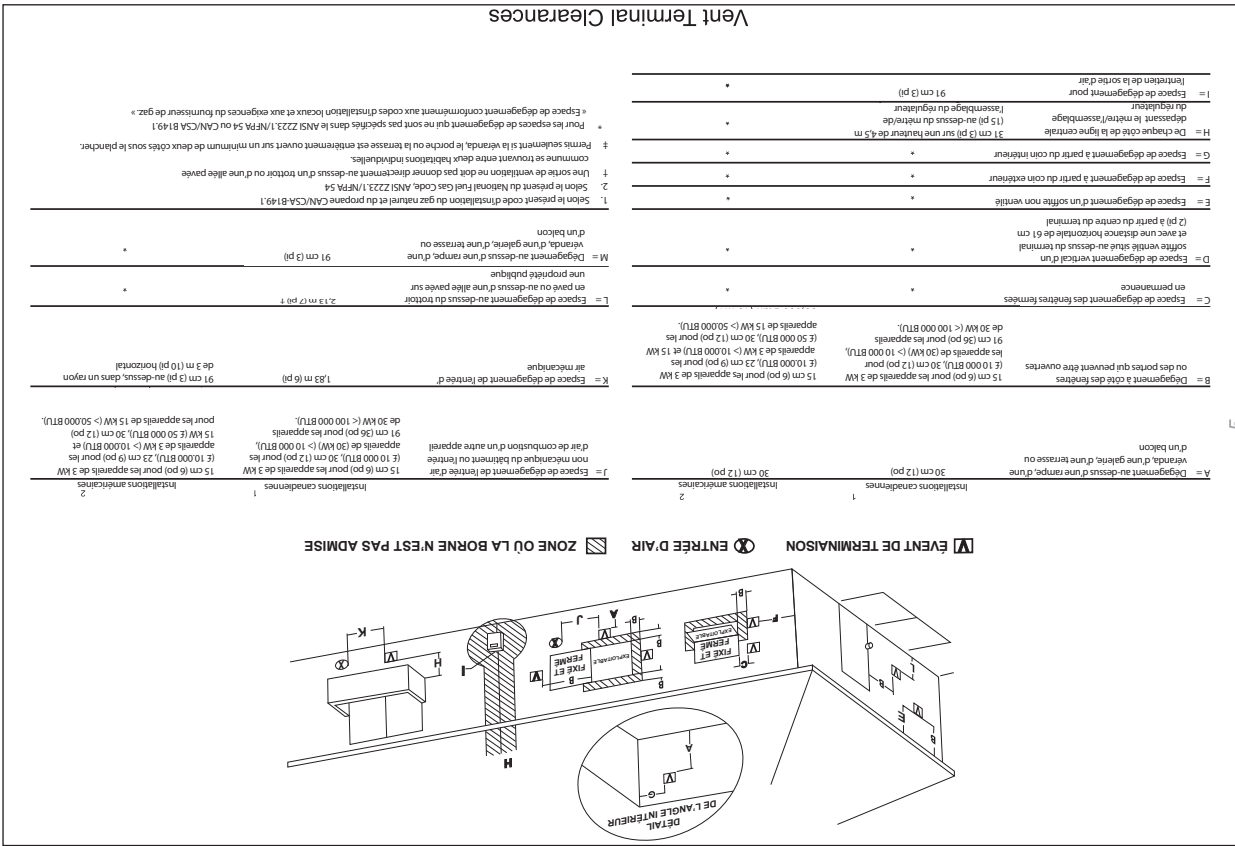 DÉTAIL
DE L'ANGLE INTÉRIEUR
G
V
A
H
B
E
V
B
V
L
F
C
V
FIXÉ ET
FERMÉ
EXPLOITABLE
V
B
B
B
V
B
EXPLOITABLE
FIXÉ ET
FERMÉ
B
V
V
B
A
J
X
I
H
V
K
X
V ÉVENT DE TERMINAISON X ENTRÉE D'AIR ZONE OÙ LA BORNE N'EST PAS ADMISE
Installations canadiennes 1 Installations américaines 2
A = Dégagement au-dessus d'une rampe, d'une
véranda, d'une galerie, d'une terrasse ou
d'un balcon
30 cm (12 po)
30 cm (12 po)
B = Dégagement à côté des fenêtres
ou des portes qui peuvent être ouvertes
15 cm (6 po) pour les appareils de 3 kW
(£ 10 000 BTU), 30 cm (12 po) pour
les appareils de (30 kW) (> 10 000 BTU),
91 cm (36 po) pour les appareils
de 30 kW (< 100 000 BTU).
15 cm (6 po) pour les appareils de 3 kW
(£ 10.000 BTU), 23 cm (9 po) pour les
appareils de 3 kW (> 10.000 BTU) et 15 kW
(£ 50 000 BTU), 30 cm (12 po) pour les
appareils de 15 kW (> 50.000 BTU).
C = Espace de dégagement des fenêtres fermées
en permanence
*
*
D = Espace de dégagement vertical d'un
soffite ventilé situé au-dessus du terminal
et avec une distance horizontale de 61 cm
(2 pi) à partir du centre du terminal
*
*
E = Espace de dégagement d'un soffite non ventilé
*
*
F = Espace de dégagement à partir du coin extérieur
*
*
G = Espace de dégagement à partir du coin intérieur
*
*
H = De chaque côté de la ligne centrale
dépassant le mètre/l'assemblage
du régulateur
31 cm (3 pi) sur une hauteur de 4,5 m
(15 pi) au-dessus du mètre/de
l'assemblage du régulateur
*
I = Espace de dégagement pour
l'entretien de la sortie d'air
91 cm (3 pi)
*
Installations canadiennes 1 Installations américaines 2
J = Espace de dégagement de l'entrée d'air
non mécanique du bâtiment ou l'entrée
d'air de combustion d'un autre appareil
15 cm (6 po) pour les appareils de 3 kW
(£ 10 000 BTU), 30 cm (12 po) pour les
appareils de (30 kW) (> 10 000 BTU),
91 cm (36 po) pour les appareils
de 30 kW (< 100 000 BTU).
15 cm (6 po) pour les appareils de 3 kW
(£ 10.000 BTU), 23 cm (9 po) pour les
appareils de 3 kW (> 10.000 BTU) et
15 kW (£ 50 000 BTU), 30 cm (12 po)
pour les appareils de 15 kW (> 50.000 BTU).
K = Espace de dégagement de l'entrée d'
air mécanique
1,83 m (6 pi)
91 cm (3 pi) au-dessus, dans un rayon
de 3 m (10 pi) horizontal
L = Espace de dégagement au-dessus du trottoir
en pavé ou au-dessus d'une allée pavée sur
une propriété publique
2,13 m (7 pi) †
*
M = Dégagement au-dessus d'une rampe, d'une
véranda, d'une galerie, d'une terrasse ou
d'un balcon
91 cm (3 pi)
*
1. Selon le présent code d'installation du gaz naturel et du propane CAN/CSA-B149.1
2. Selon le présent du National Fuel Gas Code, ANSI Z223.1/NFPA 54
† Une sortie de ventilation ne doit pas donner directement au-dessus d'un trottoir ou d'une allée pavée
commune se trouvant entre deux habitations individuelles.
‡ Permis seulement si la véranda, le porche ou la terrasse est entièrement ouvert sur un minimum de deux côtés sous le plancher.
* Pour les espaces de dégagement qui ne sont pas spécifiés dans le ANSI Z223.1/NFPA 54 ou CAN/CSA B149.1
« Espace de dégagement conformément aux codes d'installation locaux et aux exigences du fournisseur de gaz. »
Vent Terminal Clearances